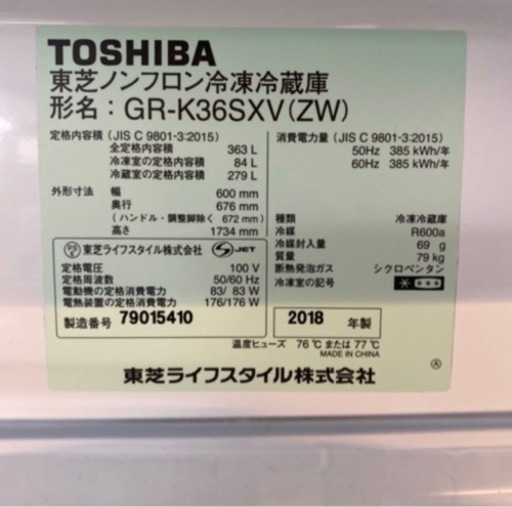 TOSHIBA
東芝ノンフロン冷凍冷蔵庫
形名：GR-K36SXV(ZW)
定格内容積（JIS C 9801-3:2015）
全定格内容積 363 L
冷凍室の定格内容積 84 L
冷蔵室の定格内容積 279 L
外形寸法 幅 600 mm
奥行 676 mm
（ハンドル・調整脚除く 672 mm）
高さ 1734 mm
消費電力量（JIS C 9801-3:2015）
50Hz 385 kWh/年
60Hz 385 kWh/年
種類 冷凍冷蔵庫
冷媒 R600a
冷媒封入量 69 g
質量 79 kg
断熱発泡ガス シクロペンタン
冷凍室の記号
PSE 東芝ライフスタイル株式会社 S-JET
定格電圧 100 V
定格周波数 50/60 Hz
電動機の定格消費電力 83/ 83 W
電熱装置の定格消費電力 176/176 W
製造番号 79015410
2018 年製
温度ヒューズ 76℃または77℃
MADE IN CHINA
Ⓐ
東芝ライフスタイル株式会社